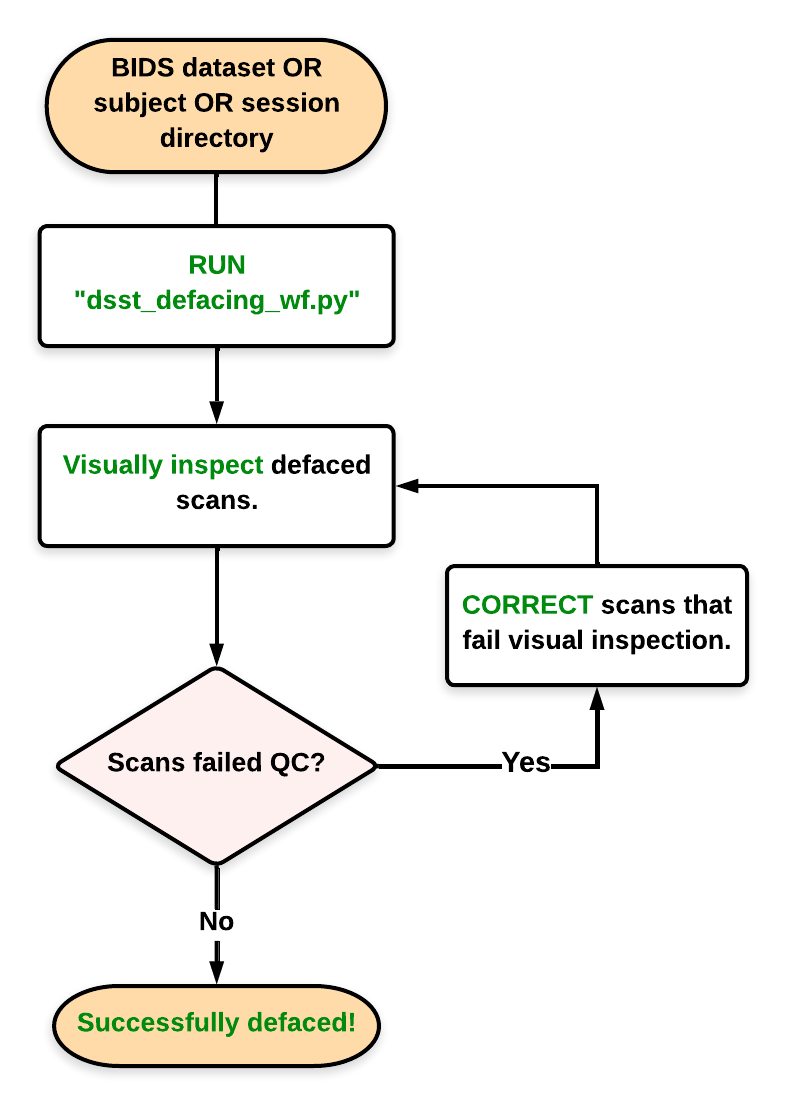 BIDS dataset OR
subject OR session
directory
RUN
"dsst_defacing_wf.py"
Visually inspect defaced
scans.
CORRECT scans that
fail visual inspection.
Scans failed QC?
Yes
No
Successfully defaced!